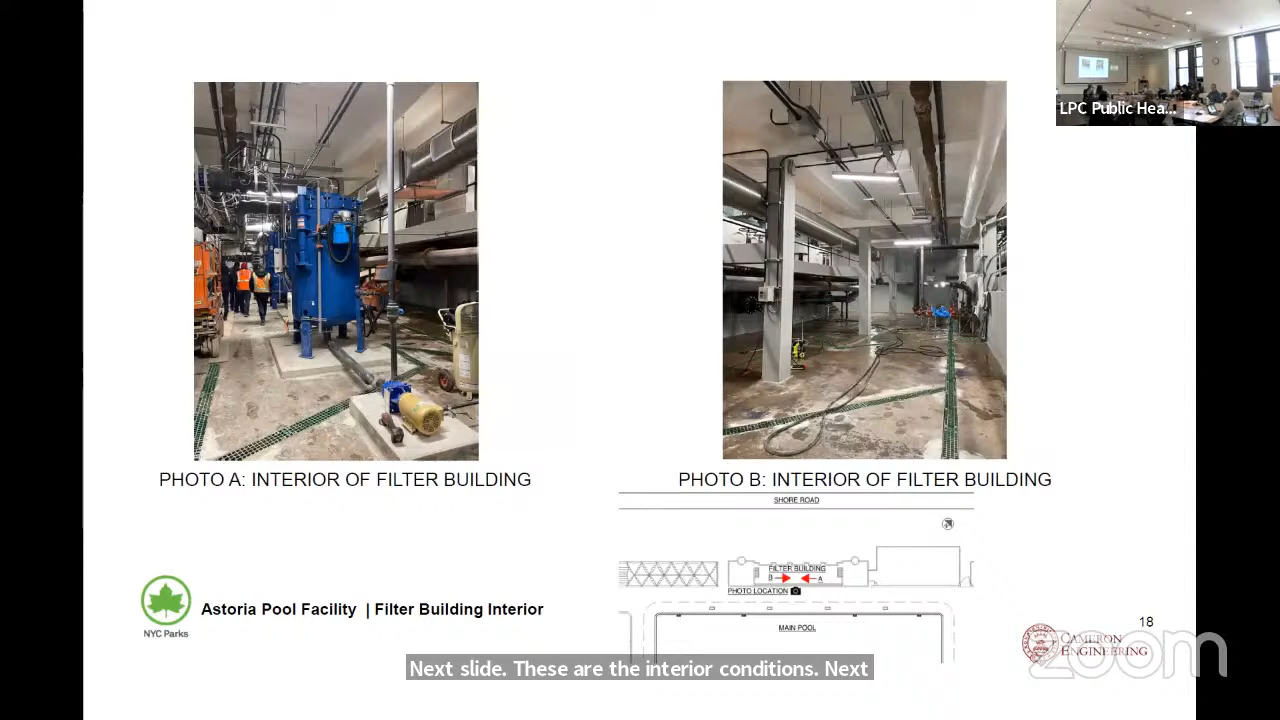 LPC Public Hea...
PHOTO A: INTERIOR OF FILTER BUILDING
PHOTO B: INTERIOR OF FILTER BUILDING
SHORE ROAD
FILTER BUILDING
B
A
PHOTO LOCATION
MAIN POOL
NYC Parks
Astoria Pool Facility | Filter Building Interior
18
CAMERON
ENGINEERING
zoom
Next slide. These are the interior conditions. Next